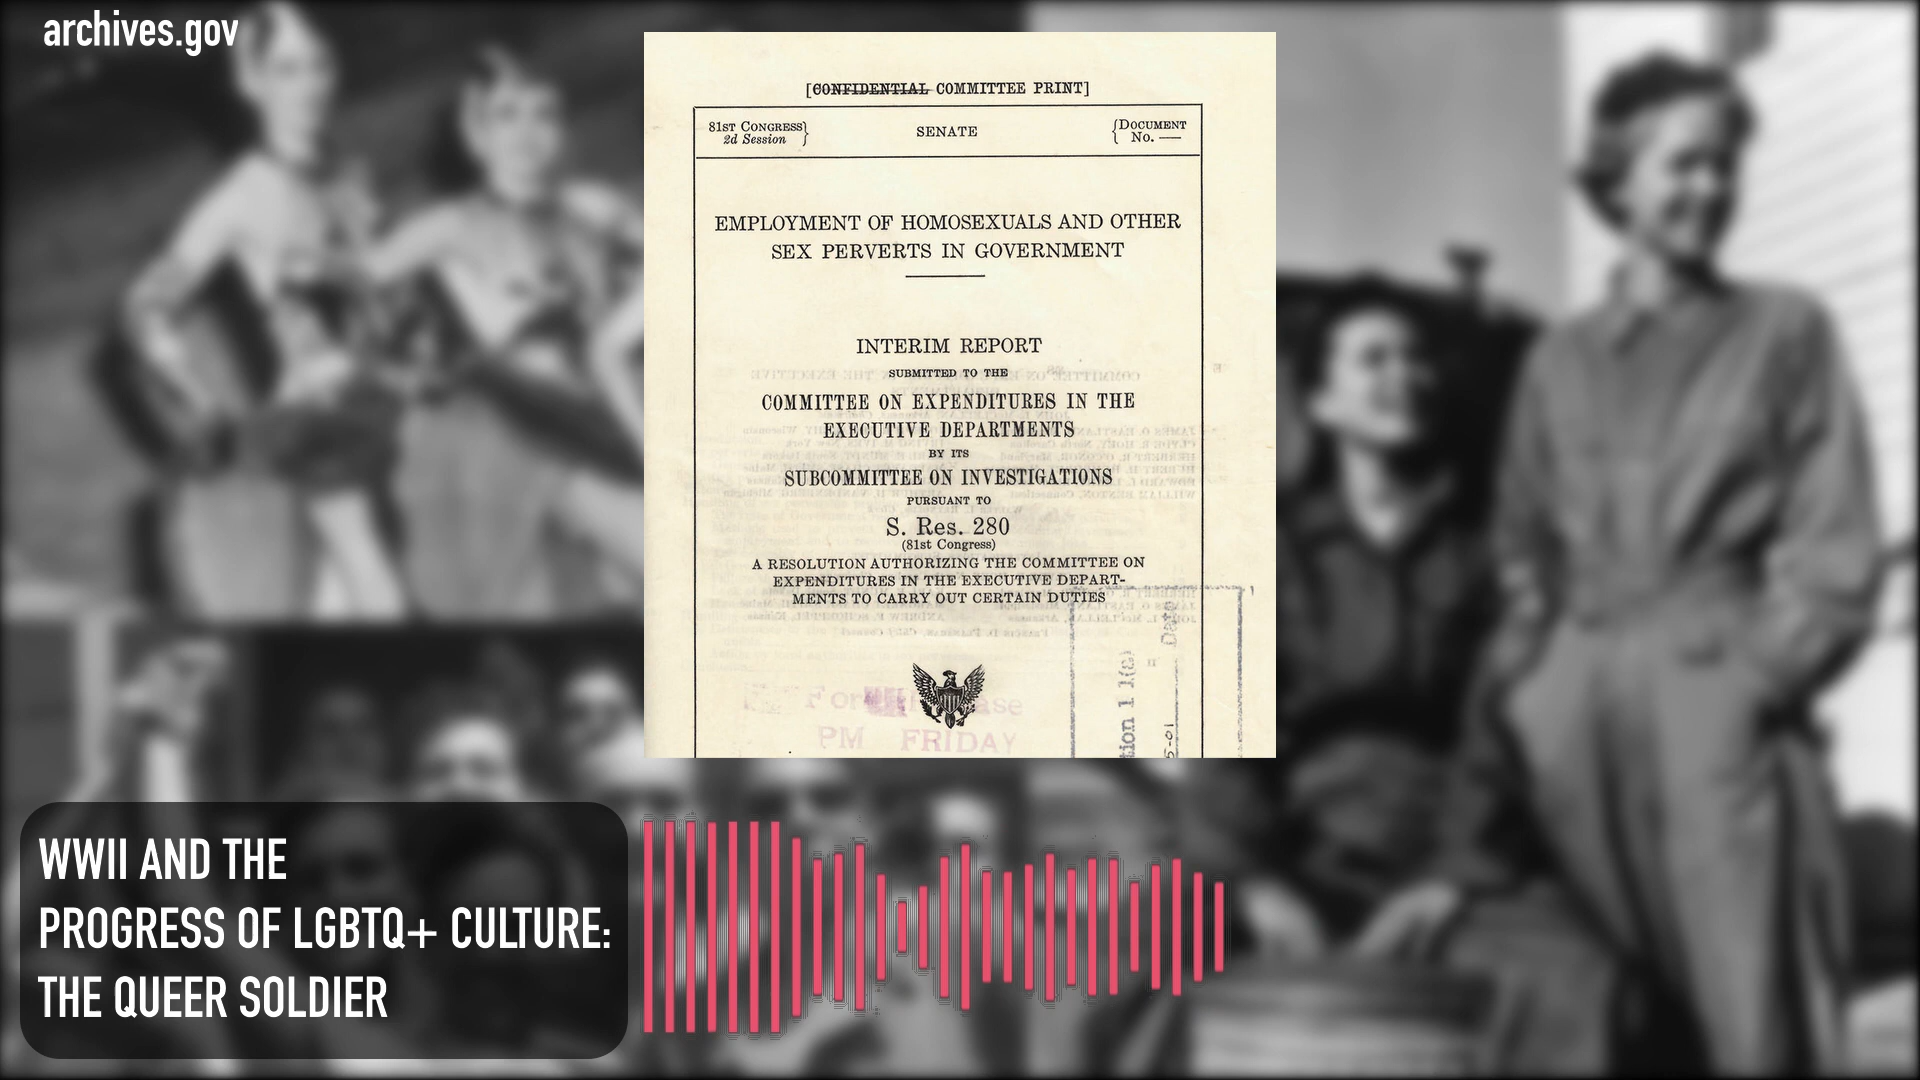 archives.gov
[CONFIDENTIAL COMMITTEE PRINT]
81ST CONGRESS
2d Session
SENATE
DOCUMENT
No. —
EMPLOYMENT OF HOMOSEXUALS AND OTHER
SEX PERVERTS IN GOVERNMENT
INTERIM REPORT
SUBMITTED TO THE
COMMITTEE ON EXPENDITURES IN THE
EXECUTIVE DEPARTMENTS
BY ITS
SUBCOMMITTEE ON INVESTIGATIONS
PURSUANT TO
S. Res. 280
(81st Congress)
A RESOLUTION AUTHORIZING THE COMMITTEE ON
EXPENDITURES IN THE EXECUTIVE DEPART-
MENTS TO CARRY OUT CERTAIN DUTIES
For
PM FRIDAY
Date
WWII AND THE
PROGRESS OF LGBTQ+ CULTURE:
THE QUEER SOLDIER